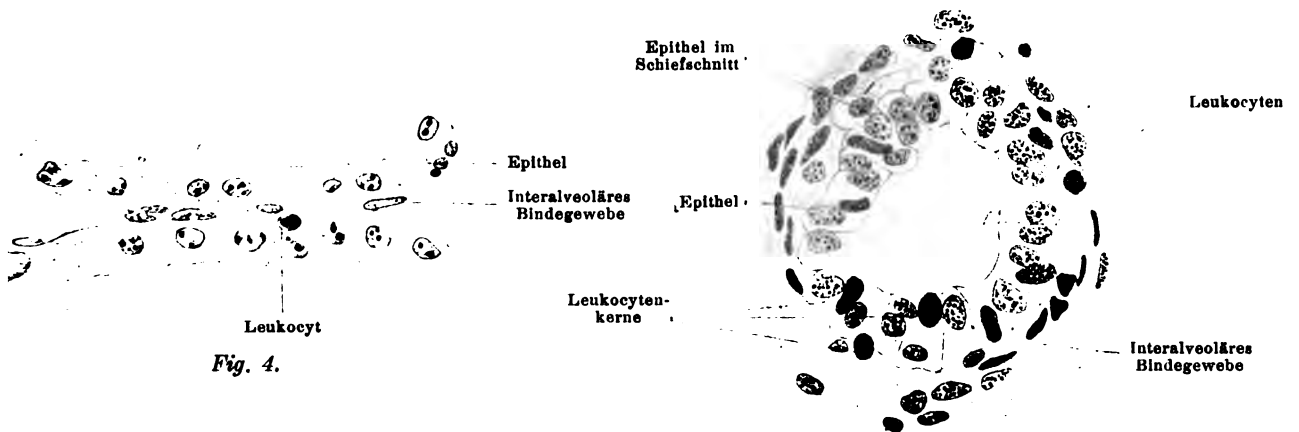 Epithel
Interalveoläres
Bindegewebe
Leukocyt
Fig. 4.
Epithel im
Schiefschnitt
Leukocyten
Epithel
Leukocyten-
kerne
Interalveoläres
Bindegewebe